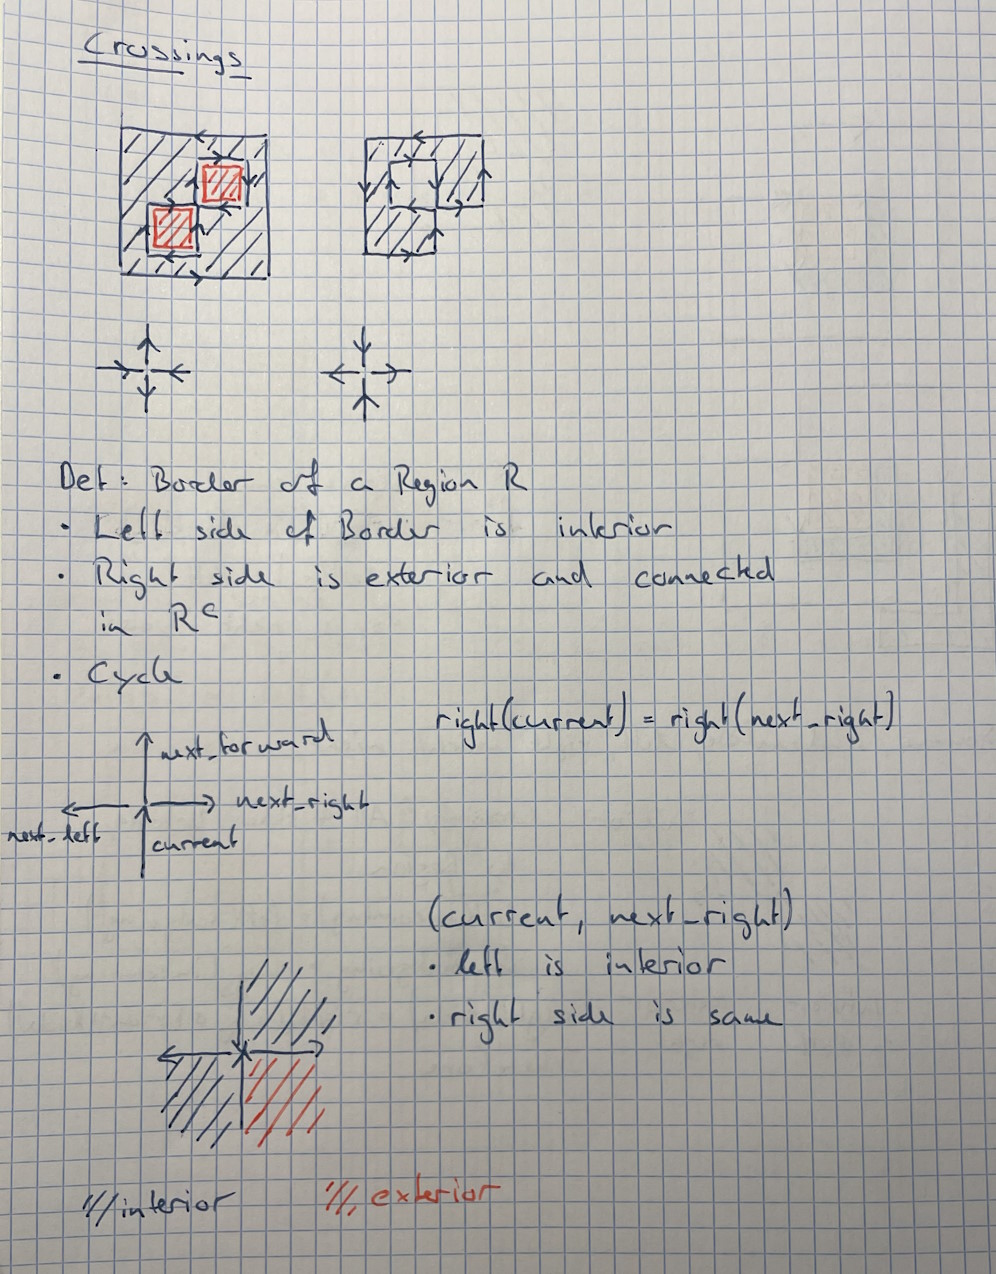 Crossings
Def: Border of a Region R
· Left side of Border is interior
· Right side is exterior and connected
in Rᶜ
· Cycle
right(current) = right(next_right)
next_forward
next_right
next_left
current
(current, next_right)
· left is interior
· right side is same
interior
exterior